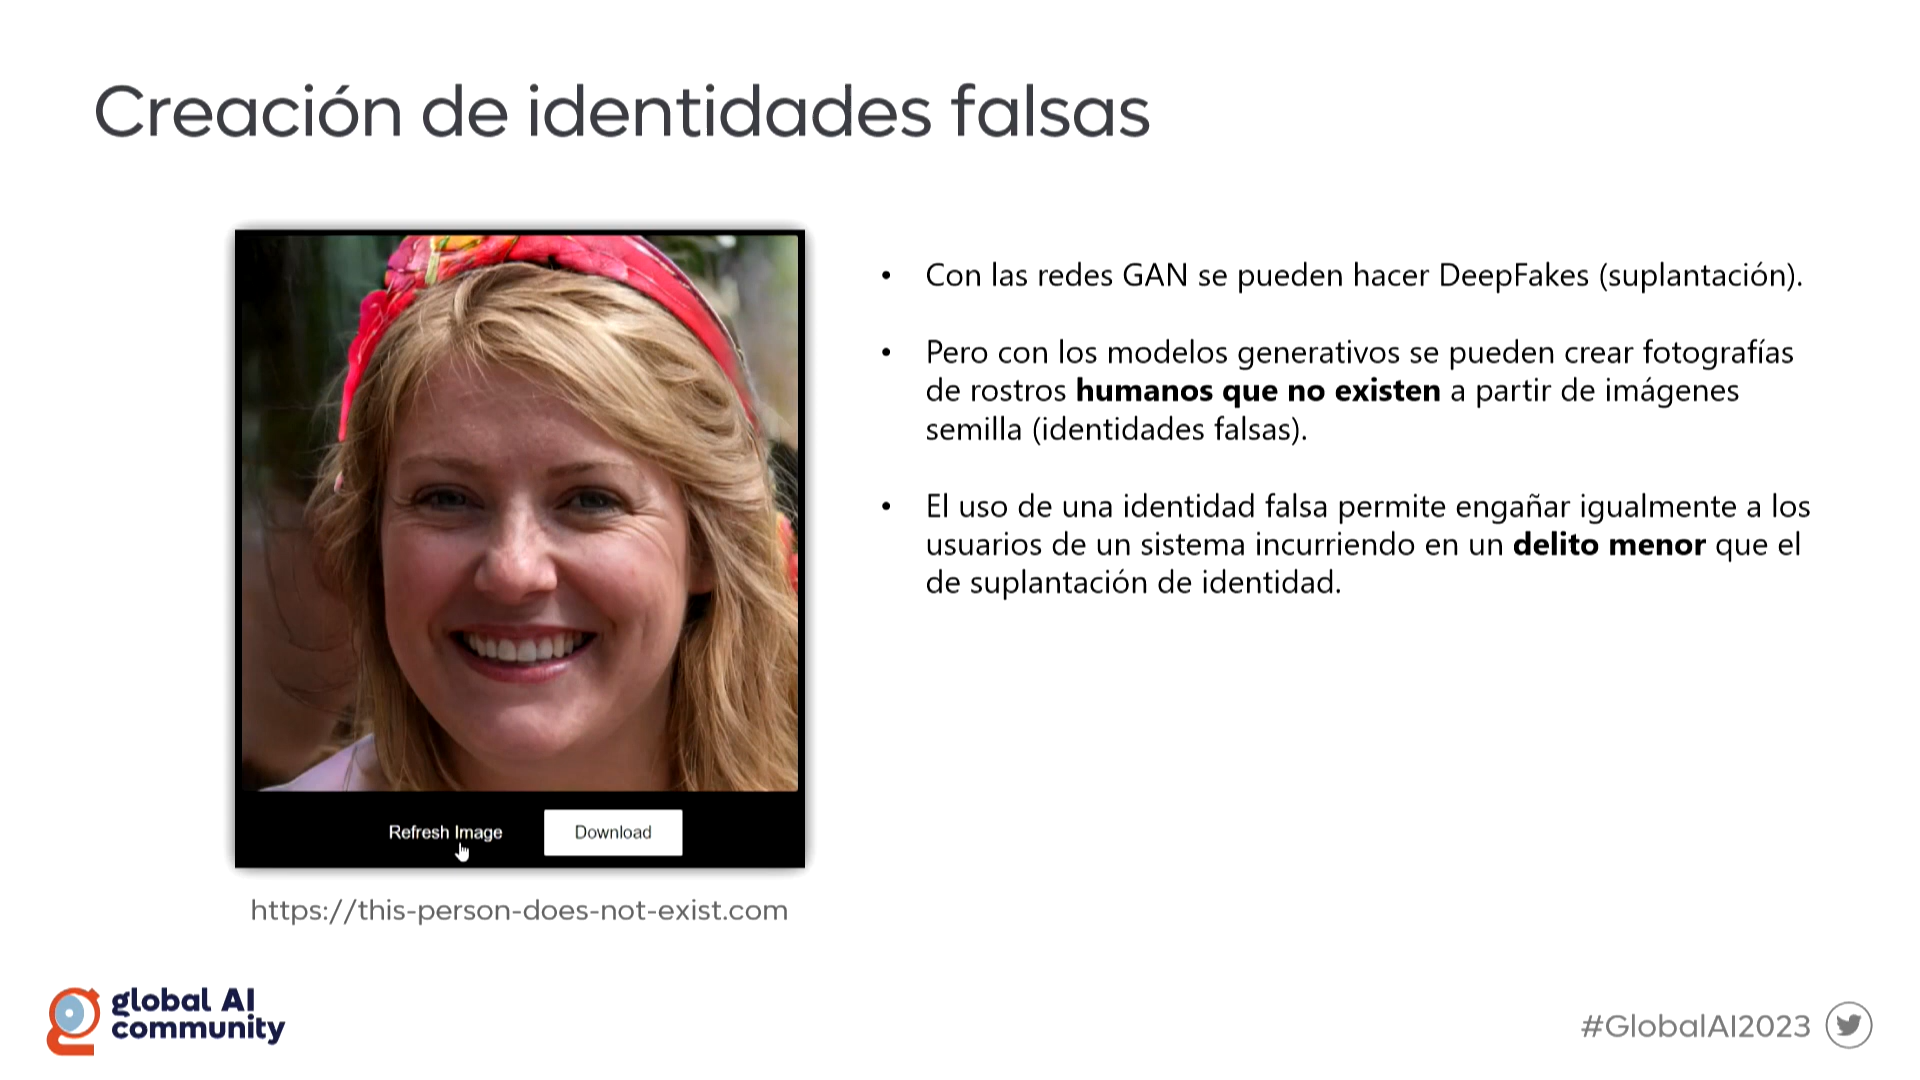 Creación de identidades falsas
• Con las redes GAN se pueden hacer DeepFakes (suplantación).
• Pero con los modelos generativos se pueden crear fotografías
de rostros humanos que no existen a partir de imágenes
semilla (identidades falsas).
• El uso de una identidad falsa permite engañar igualmente a los
usuarios de un sistema incurriendo en un delito menor que el
de suplantación de identidad.
Refresh Image
Download
https://this-person-does-not-exist.com
global AI
community
#GlobalAI2023